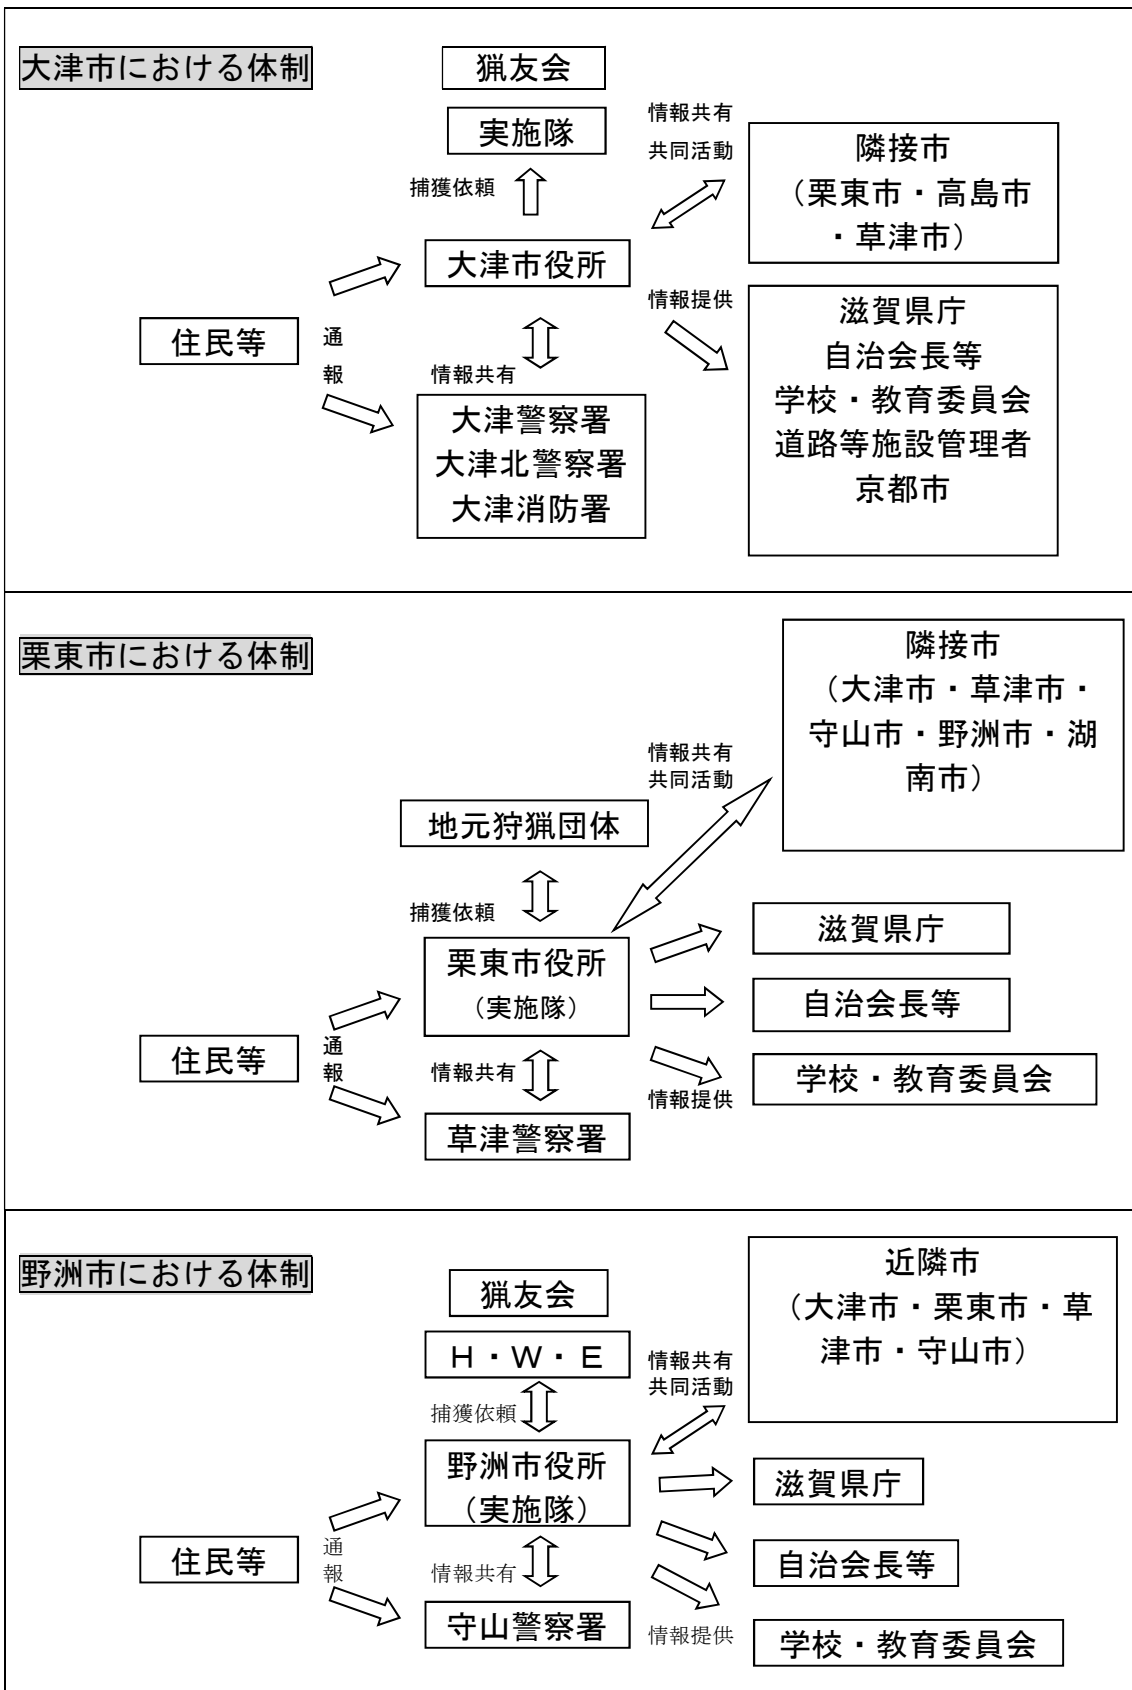 大津市における体制
猟友会
実施隊
情報共有
共同活動
隣接市
（栗東市・高島市
・草津市）
捕獲依頼
大津市役所
情報提供
滋賀県庁
自治会長等
学校・教育委員会
道路等施設管理者
京都市
住民等
通
報
情報共有
大津警察署
大津北警察署
大津消防署
栗東市における体制
隣接市
（大津市・草津市・
守山市・野洲市・湖
南市）
情報共有
共同活動
地元狩猟団体
捕獲依頼
栗東市役所
（実施隊）
滋賀県庁
自治会長等
住民等
通
報
情報共有
学校・教育委員会
情報提供
草津警察署
野洲市における体制
近隣市
（大津市・栗東市・草
津市・守山市）
猟友会
Ｈ・Ｗ・Ｅ
情報共有
共同活動
捕獲依頼
野洲市役所
（実施隊）
滋賀県庁
住民等
通
報
情報共有
自治会長等
守山警察署
情報提供
学校・教育委員会